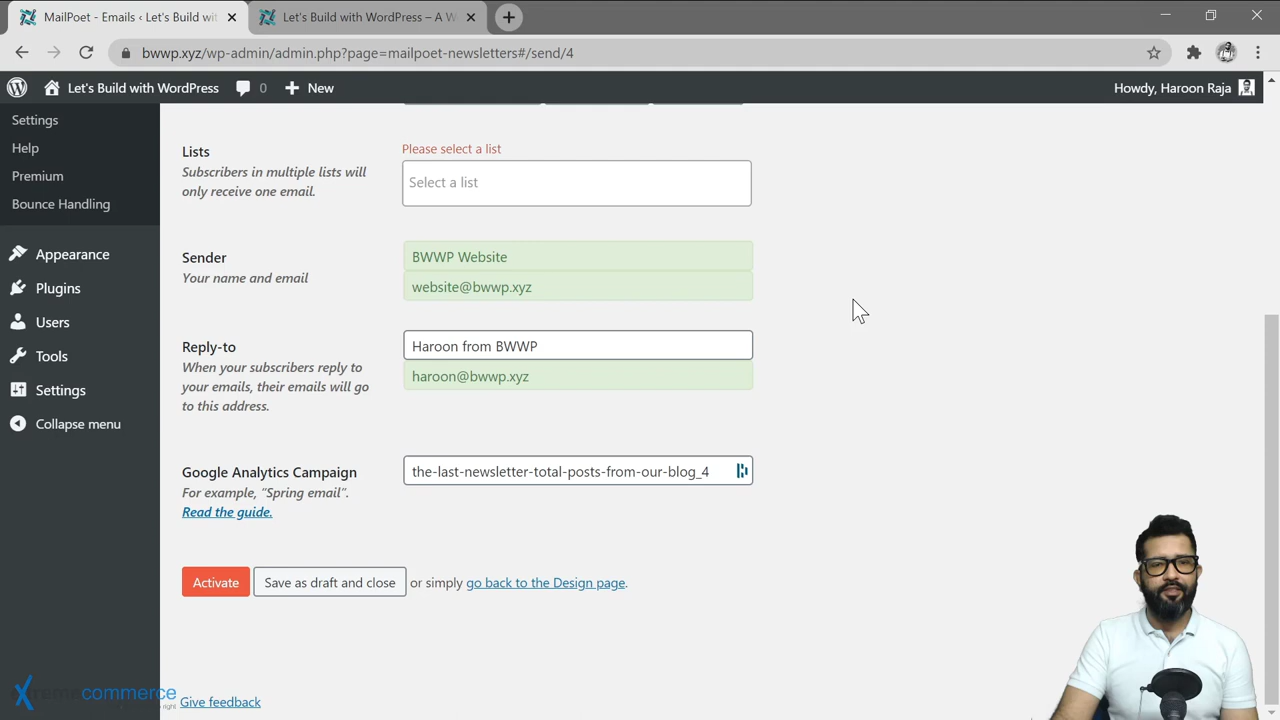 MailPoet - Emails ‹ Let's Build wit
Let's Build with WordPress – A W
bwwp.xyz/wp-admin/admin.php?page=mailpoet-newsletters#/send/4
Let's Build with WordPress 0 New
Howdy, Haroon Raja
Settings
Help
Premium
Bounce Handling
Appearance
Plugins
Users
Tools
Settings
Collapse menu
Lists
Subscribers in multiple lists will
only receive one email.
Please select a list
Select a list
Sender
Your name and email
BWWP Website
website@bwwp.xyz
Reply-to
When your subscribers reply to
your emails, their emails will go
to this address.
Haroon from BWWP
haroon@bwwp.xyz
Google Analytics Campaign
For example, “Spring email”.
Read the guide.
the-last-newsletter-total-posts-from-our-blog_4
Activate Save as draft and close or simply go back to the Design page.
Give feedback